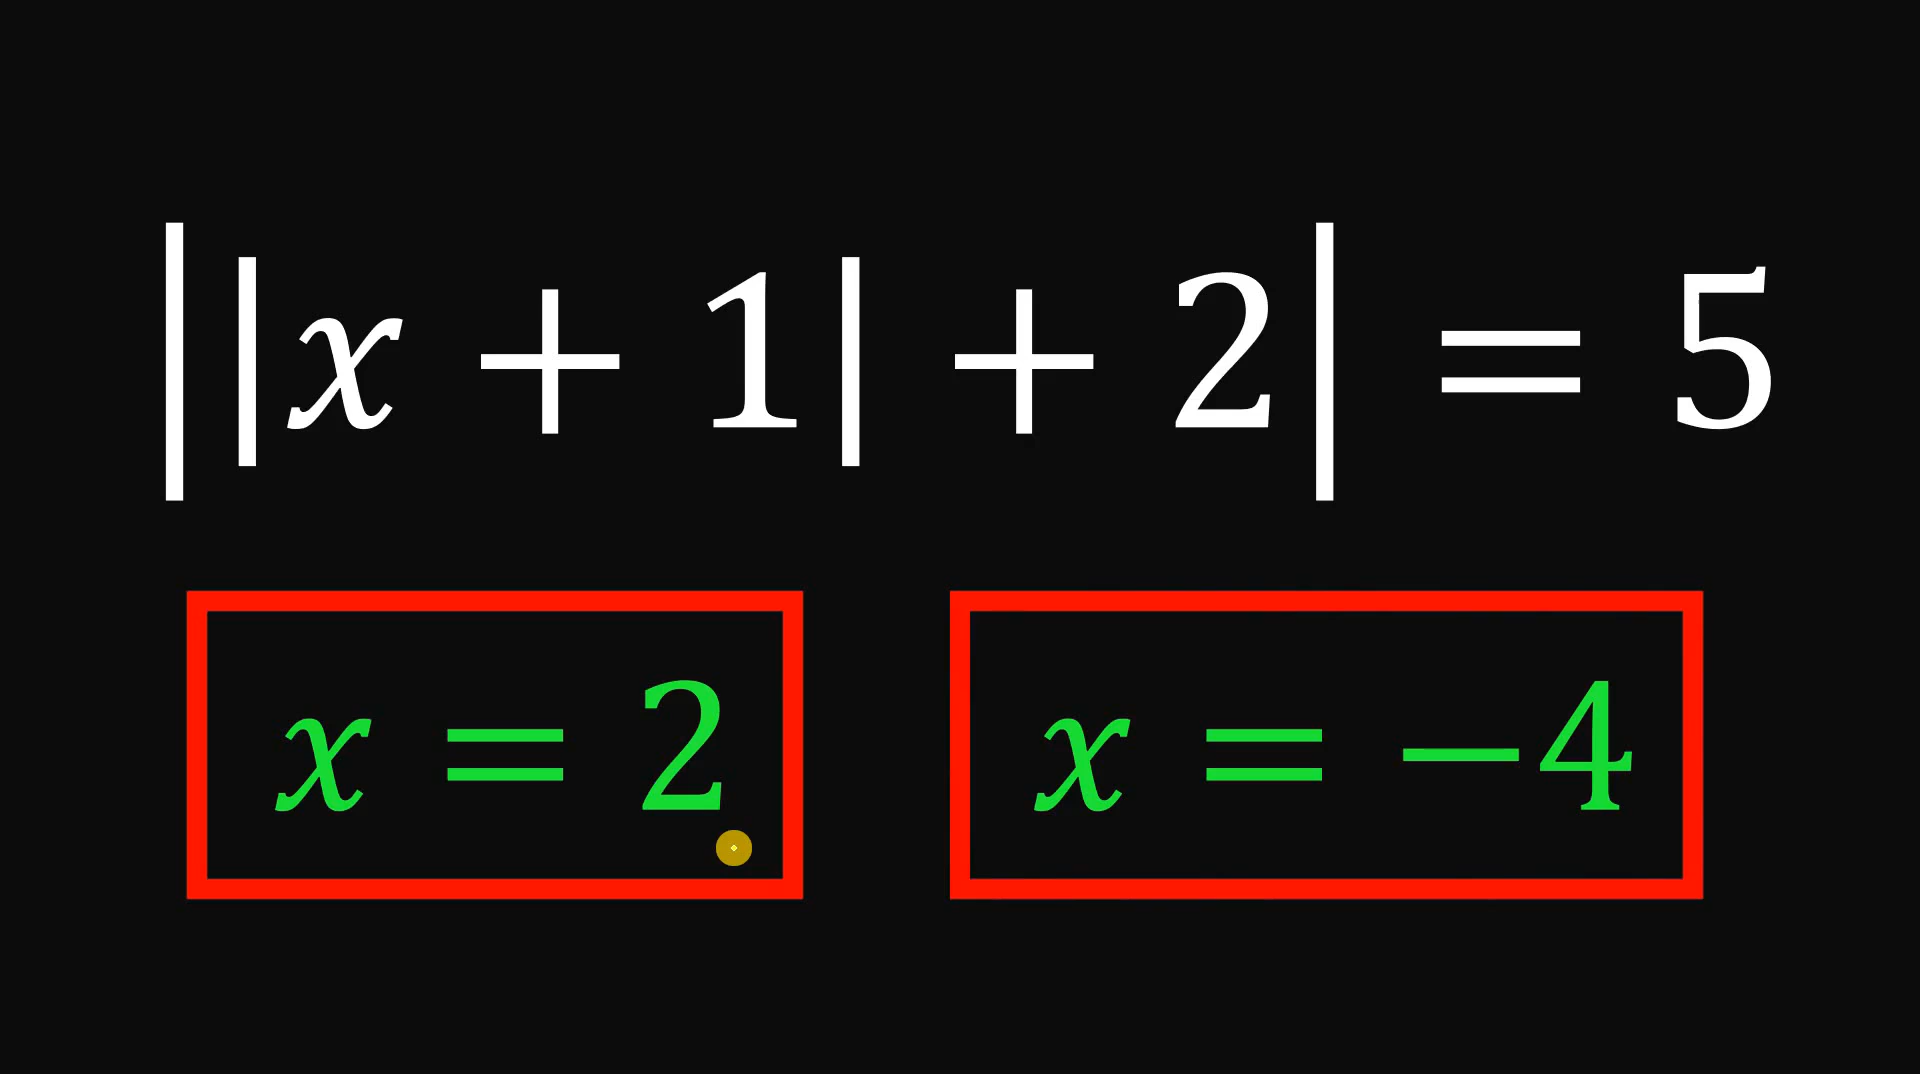 ||x + 1| + 2| = 5
x = 2
x = −4